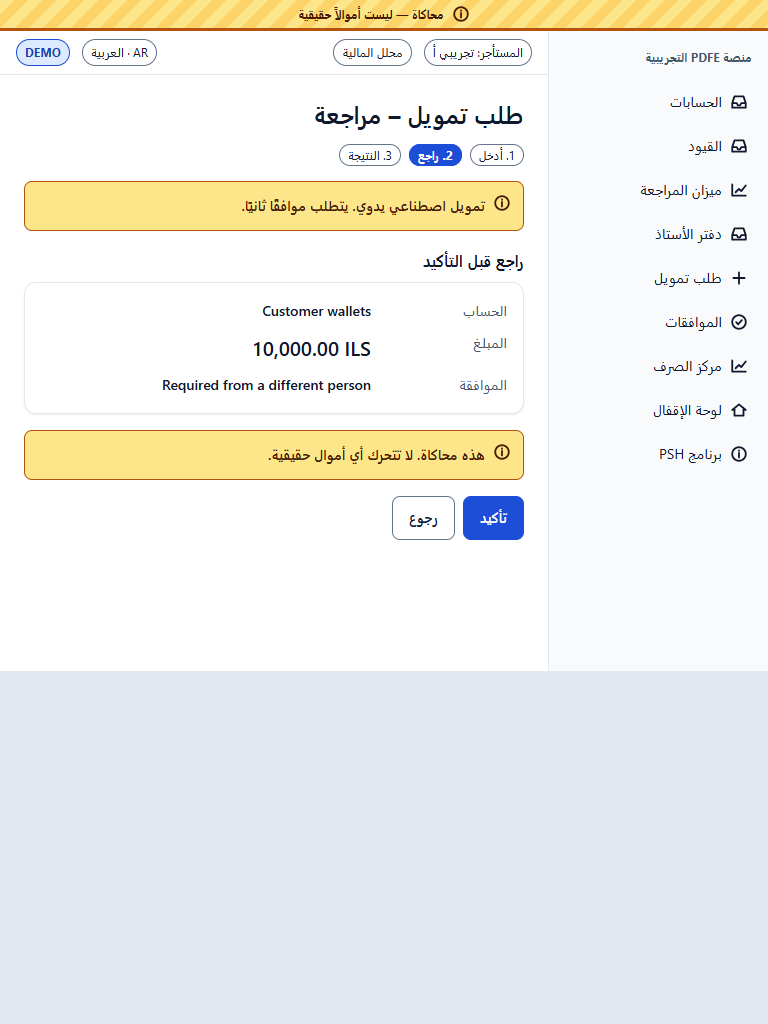 محاكاة — ليست أموالاً حقيقية
منصة PDFE التجريبية
الحسابات
القيود
ميزان المراجعة
دفتر الأستاذ
طلب تمويل
الموافقات
مركز الصرف
لوحة الإقفال
برنامج PSH
المستأجر: تجريبي أ
محلل المالية
AR · العربية
DEMO
طلب تمويل – مراجعة
1. أدخل
2. راجع
3. النتيجة
تمويل اصطناعي يدوي. يتطلب موافقًا ثانيًا.
راجع قبل التأكيد
الحساب Customer wallets
المبلغ 10,000.00 ILS
الموافقة Required from a different person
هذه محاكاة. لا تتحرك أي أموال حقيقية.
تأكيد
رجوع